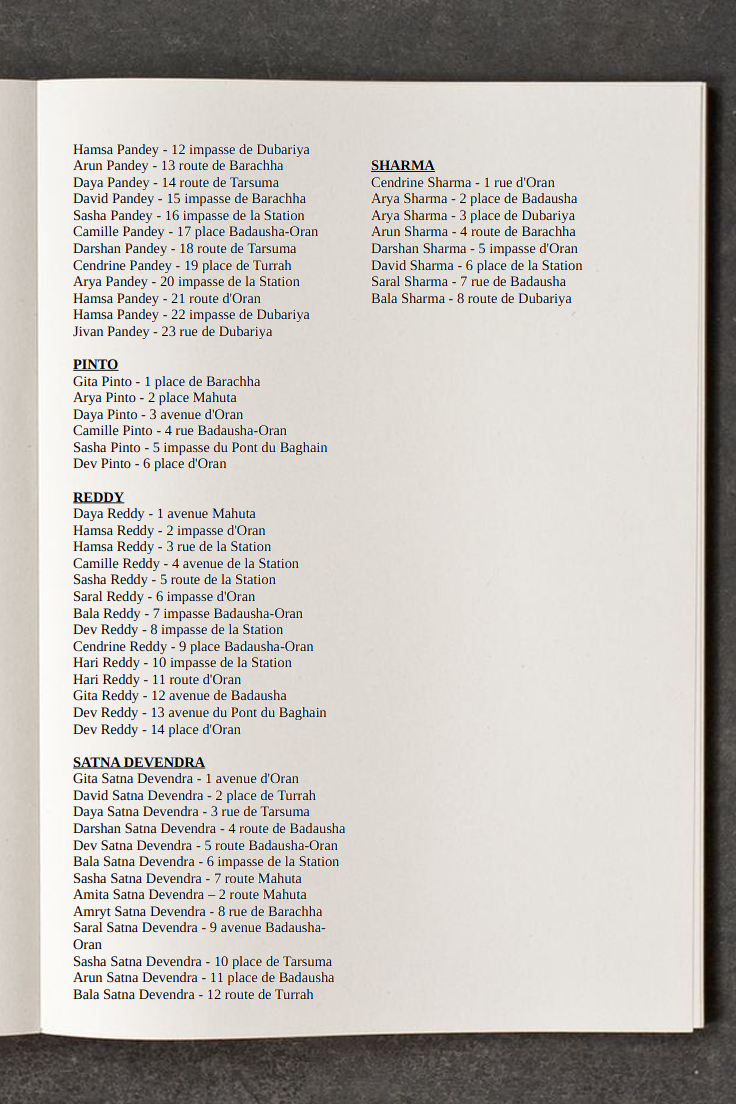 Hamsa Pandey - 12 impasse de Dubariya
Arun Pandey - 13 route de Barachha
Daya Pandey - 14 route de Tarsuma
David Pandey - 15 impasse de Barachha
Sasha Pandey - 16 impasse de la Station
Camille Pandey - 17 place Badausha-Oran
Darshan Pandey - 18 route de Tarsuma
Cendrine Pandey - 19 place de Turrah
Arya Pandey - 20 impasse de la Station
Hamsa Pandey - 21 route d'Oran
Hamsa Pandey - 22 impasse de Dubariya
Jivan Pandey - 23 rue de Dubariya
PINTO
Gita Pinto - 1 place de Barachha
Arya Pinto - 2 place Mahuta
Daya Pinto - 3 avenue d'Oran
Camille Pinto - 4 rue Badausha-Oran
Sasha Pinto - 5 impasse du Pont du Baghain
Dev Pinto - 6 place d'Oran
REDDY
Daya Reddy - 1 avenue Mahuta
Hamsa Reddy - 2 impasse d'Oran
Hamsa Reddy - 3 rue de la Station
Camille Reddy - 4 avenue de la Station
Sasha Reddy - 5 route de la Station
Saral Reddy - 6 impasse d'Oran
Bala Reddy - 7 impasse Badausha-Oran
Dev Reddy - 8 impasse de la Station
Cendrine Reddy - 9 place Badausha-Oran
Hari Reddy - 10 impasse de la Station
Hari Reddy - 11 route d'Oran
Gita Reddy - 12 avenue de Badausha
Dev Reddy - 13 avenue du Pont du Baghain
Dev Reddy - 14 place d'Oran
SATNA DEVENDRA
Gita Satna Devendra - 1 avenue d'Oran
David Satna Devendra - 2 place de Turrah
Daya Satna Devendra - 3 rue de Tarsuma
Darshan Satna Devendra - 4 route de Badausha
Dev Satna Devendra - 5 route Badausha-Oran
Bala Satna Devendra - 6 impasse de la Station
Sasha Satna Devendra - 7 route Mahuta
Amita Satna Devendra – 2 route Mahuta
Amryt Satna Devendra - 8 rue de Barachha
Saral Satna Devendra - 9 avenue Badausha-
Oran
Sasha Satna Devendra - 10 place de Tarsuma
Arun Satna Devendra - 11 place de Badausha
Bala Satna Devendra - 12 route de Turrah
SHARMA
Cendrine Sharma - 1 rue d'Oran
Arya Sharma - 2 place de Badausha
Arya Sharma - 3 place de Dubariya
Arun Sharma - 4 route de Barachha
Darshan Sharma - 5 impasse d'Oran
David Sharma - 6 place de la Station
Saral Sharma - 7 rue de Badausha
Bala Sharma - 8 route de Dubariya